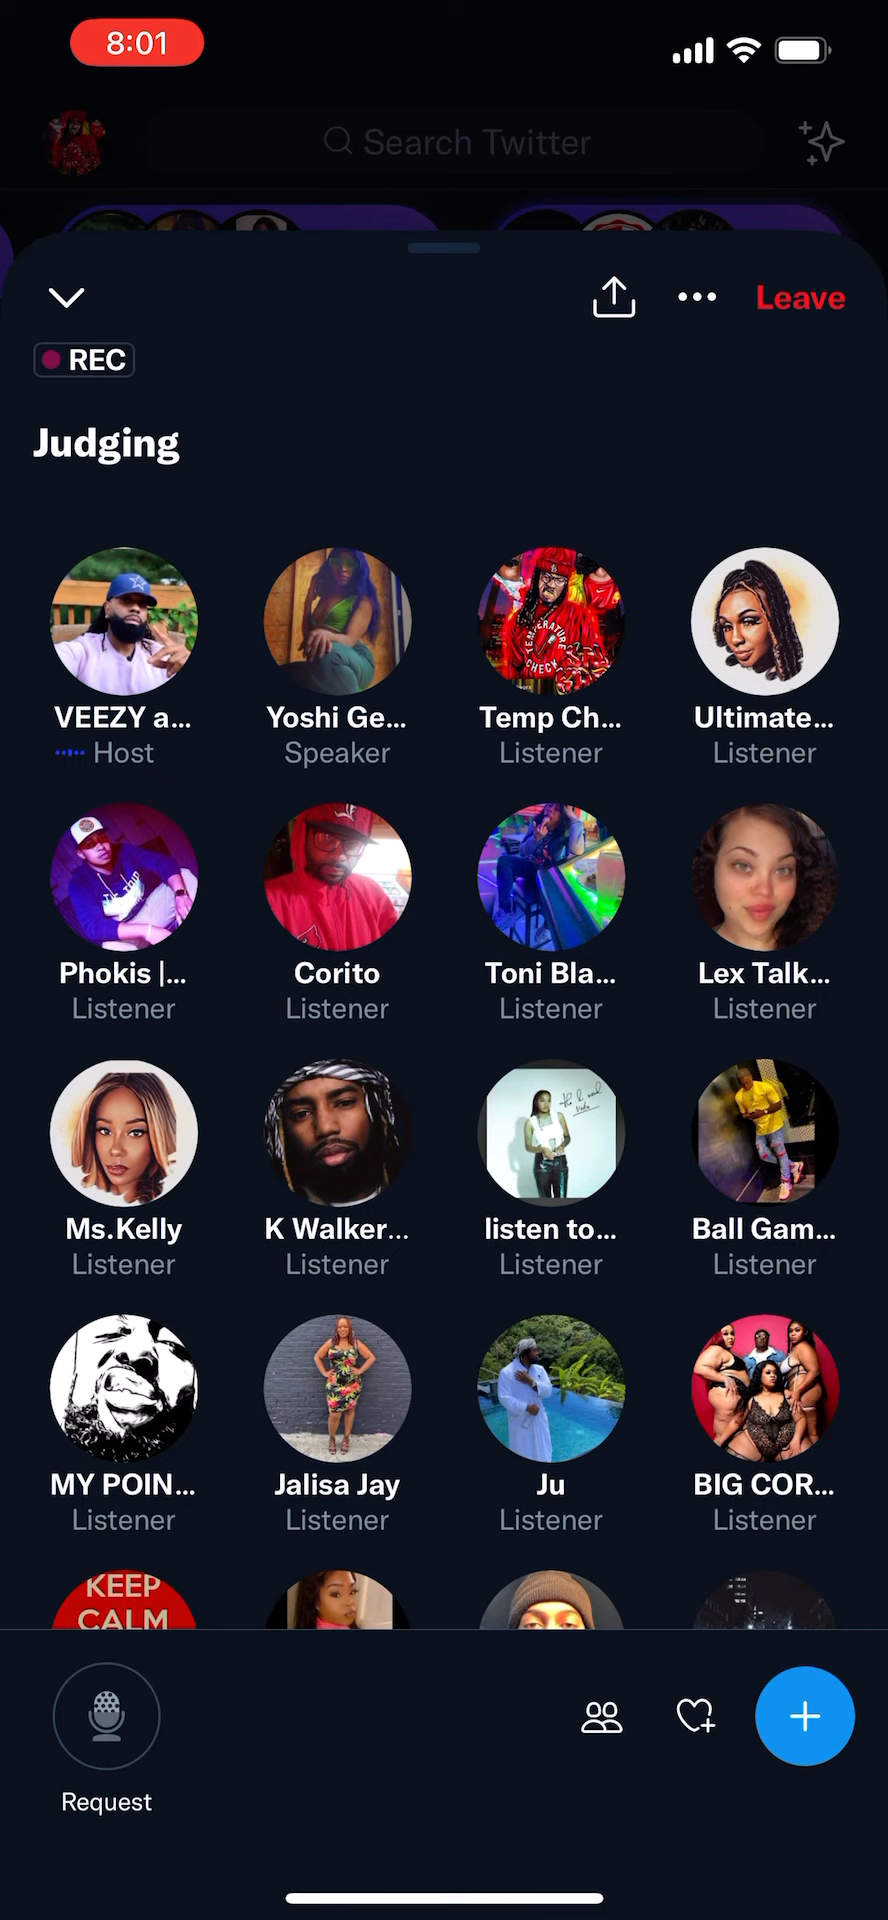 8:01
Search Twitter
Leave
REC
Judging
VEEZY a... Yoshi Ge... Temp Ch... Ultimate...
Host Speaker Listener Listener
Phokis |... Corito Toni Bla... Lex Talk...
Listener Listener Listener Listener
Ms.Kelly K Walker... listen to... Ball Gam...
Listener Listener Listener Listener
MY POIN... Jalisa Jay Ju BIG COR...
Listener Listener Listener Listener
KEEP
CALM
Request